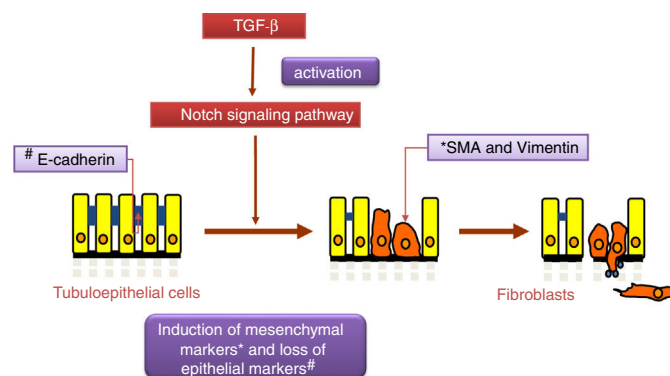 TGF-β
activation
Notch signaling pathway
# E-cadherin
*SMA and Vimentin
Tubuloepithelial cells
Fibroblasts
Induction of mesenchymal
markers* and loss of
epithelial markers#